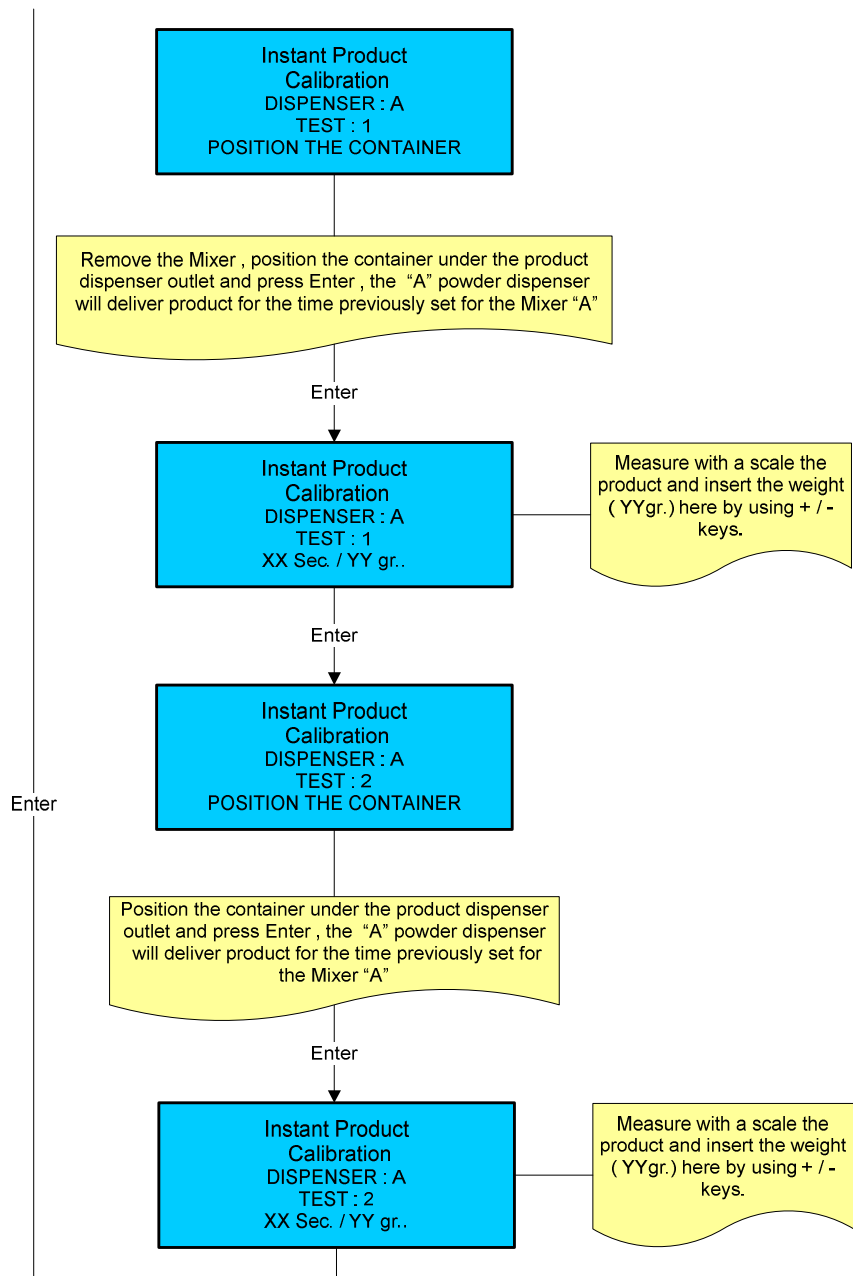 Instant Product
Calibration
DISPENSER : A
TEST : 1
POSITION THE CONTAINER
Remove the Mixer , position the container under the product
dispenser outlet and press Enter , the “A” powder dispenser
will deliver product for the time previously set for the Mixer “A”
Enter
Instant Product
Calibration
DISPENSER : A
TEST : 1
XX Sec. / YY gr..
Measure with a scale the
product and insert the weight
( YYgr.) here by using + / -
keys.
Enter
Instant Product
Calibration
DISPENSER : A
TEST : 2
POSITION THE CONTAINER
Enter
Position the container under the product dispenser
outlet and press Enter , the “A” powder dispenser
will deliver product for the time previously set for
the Mixer “A”
Enter
Instant Product
Calibration
DISPENSER : A
TEST : 2
XX Sec. / YY gr..
Measure with a scale the
product and insert the weight
( YYgr.) here by using + / -
keys.